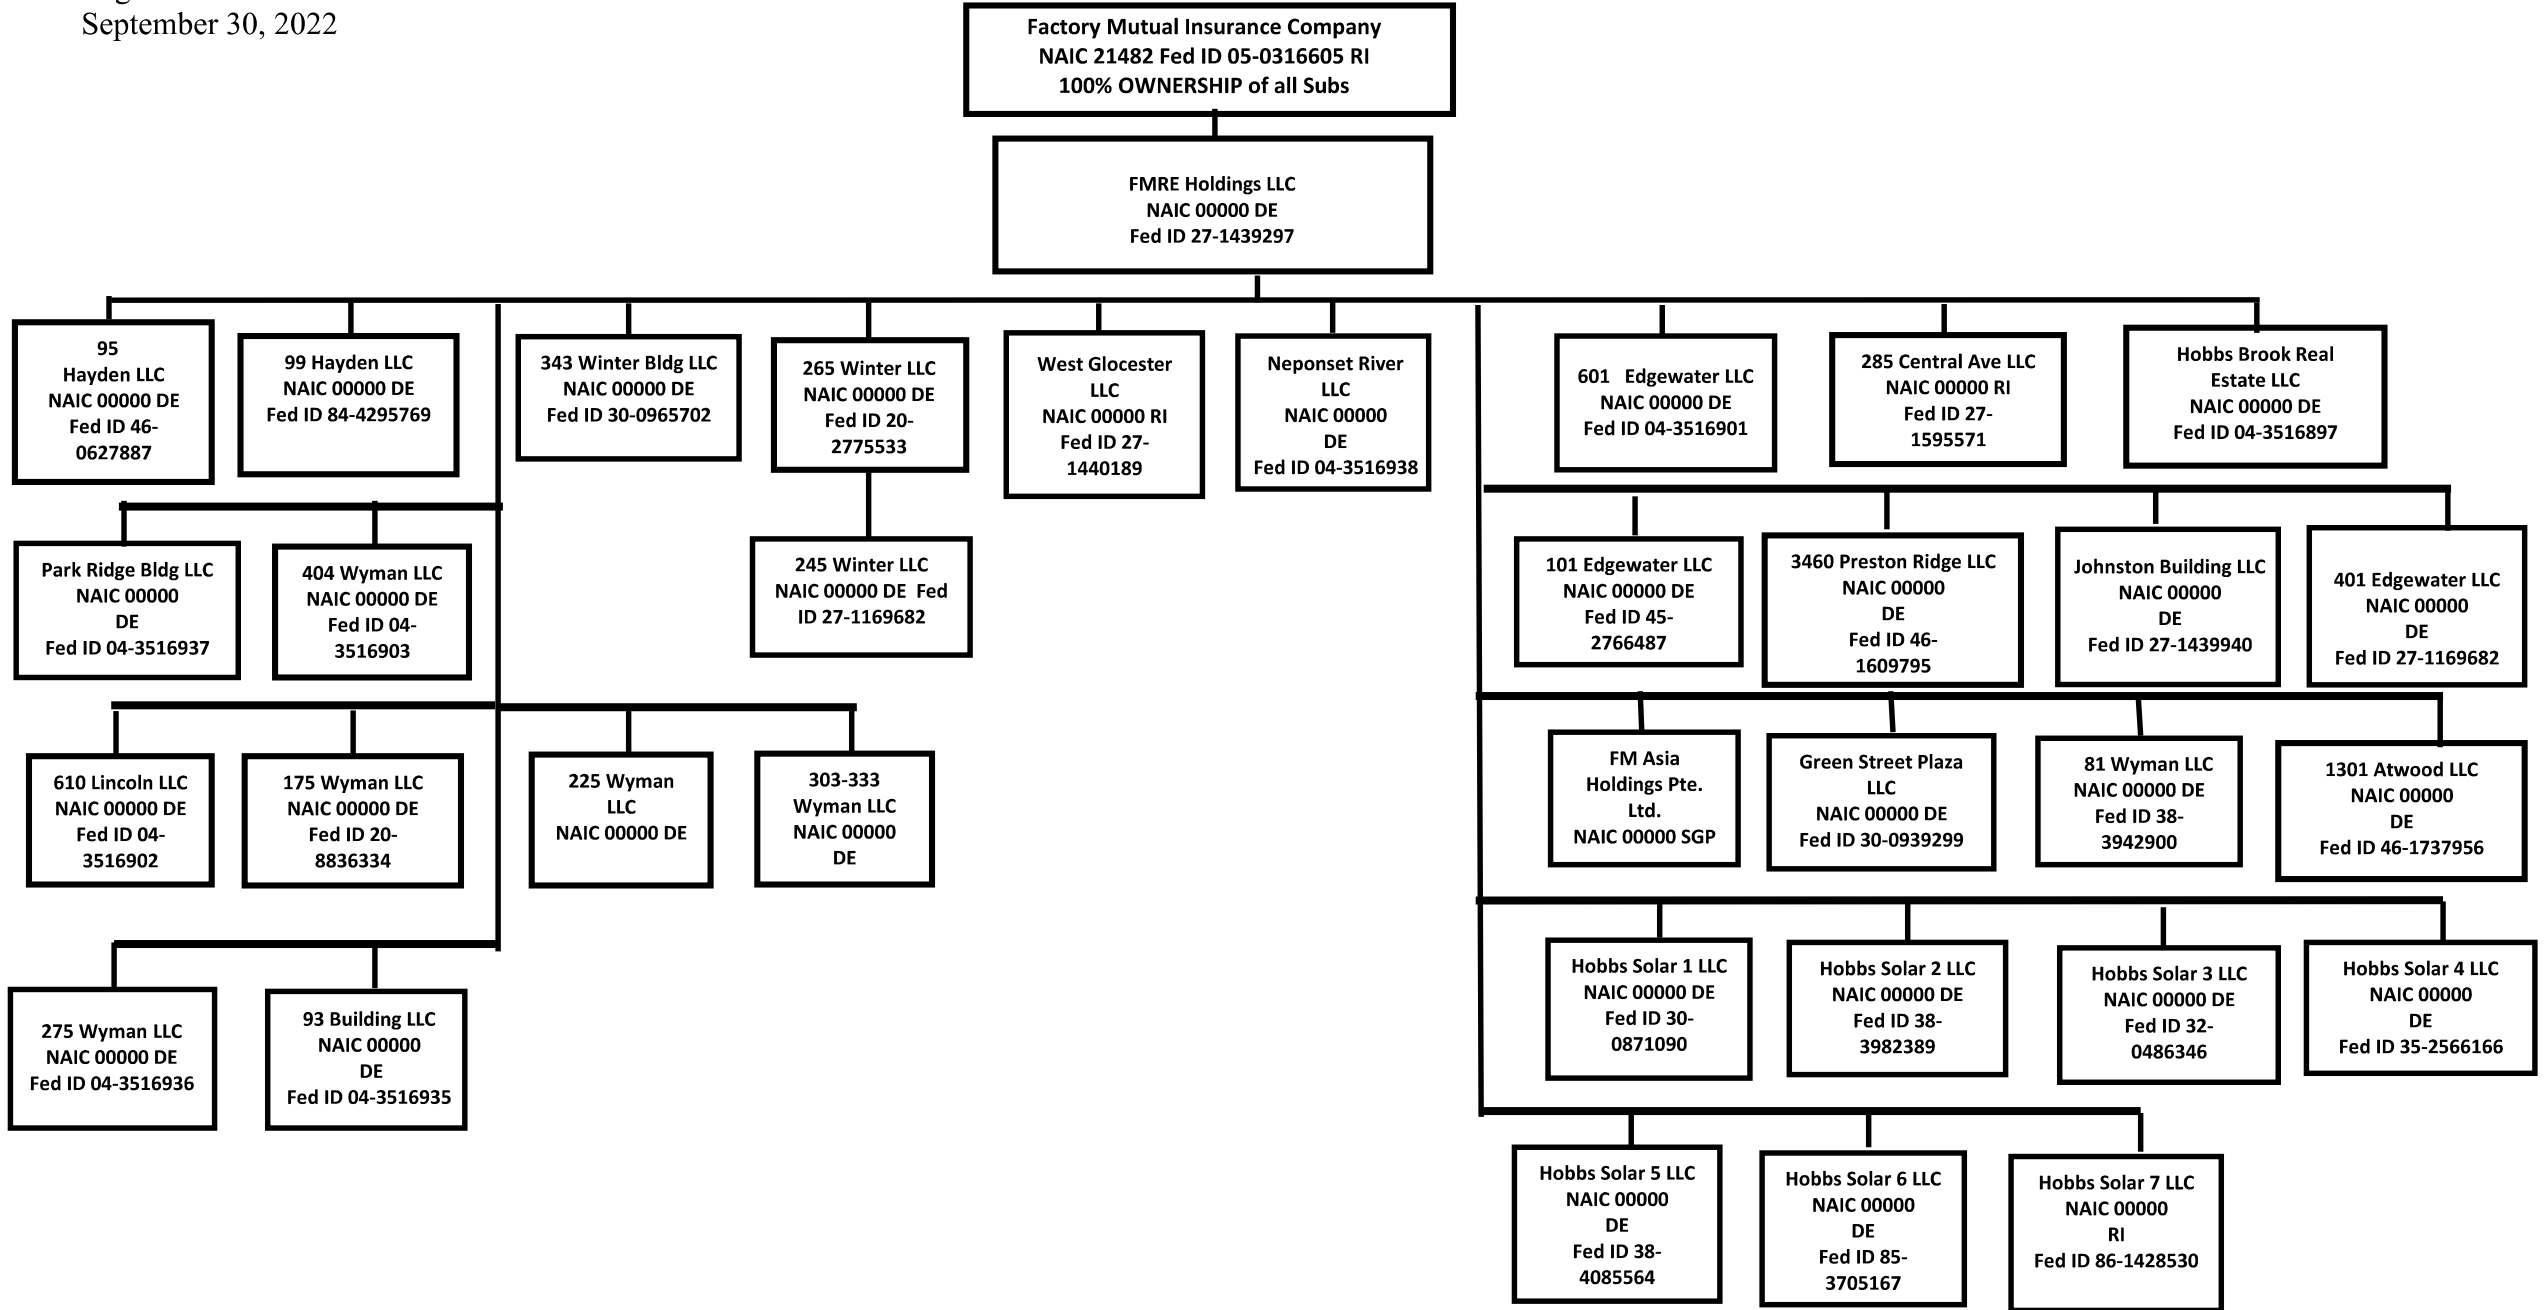 September 30, 2022
Factory Mutual Insurance Company
NAIC 21482 Fed ID 05-0316605 RI
100% OWNERSHIP of all Subs
FMRE Holdings LLC
NAIC 00000 DE
Fed ID 27-1439297
95
Hayden LLC
NAIC 00000 DE
Fed ID 46-
0627887
99 Hayden LLC
NAIC 00000 DE
Fed ID 84-4295769
343 Winter Bldg LLC
NAIC 00000 DE
Fed ID 30-0965702
265 Winter LLC
NAIC 00000 DE
Fed ID 20-
2775533
West Glocester
LLC
NAIC 00000 RI
Fed ID 27-
1440189
Neponset River
LLC
NAIC 00000
DE
Fed ID 04-3516938
601 Edgewater LLC
NAIC 00000 DE
Fed ID 04-3516901
285 Central Ave LLC
NAIC 00000 RI
Fed ID 27-
1595571
Hobbs Brook Real
Estate LLC
NAIC 00000 DE
Fed ID 04-3516897
Park Ridge Bldg LLC
NAIC 00000
DE
Fed ID 04-3516937
404 Wyman LLC
NAIC 00000 DE
Fed ID 04-
3516903
245 Winter LLC
NAIC 00000 DE Fed
ID 27-1169682
101 Edgewater LLC
NAIC 00000 DE
Fed ID 45-
2766487
3460 Preston Ridge LLC
NAIC 00000
DE
Fed ID 46-
1609795
Johnston Building LLC
NAIC 00000
DE
Fed ID 27-1439940
401 Edgewater LLC
NAIC 00000
DE
Fed ID 27-1169682
610 Lincoln LLC
NAIC 00000 DE
Fed ID 04-
3516902
175 Wyman LLC
NAIC 00000 DE
Fed ID 20-
8836334
225 Wyman
LLC
NAIC 00000 DE
303-333
Wyman LLC
NAIC 00000
DE
FM Asia
Holdings Pte.
Ltd.
NAIC 00000 SGP
Green Street Plaza
LLC
NAIC 00000 DE
Fed ID 30-0939299
81 Wyman LLC
NAIC 00000 DE
Fed ID 38-
3942900
1301 Atwood LLC
NAIC 00000
DE
Fed ID 46-1737956
275 Wyman LLC
NAIC 00000 DE
Fed ID 04-3516936
93 Building LLC
NAIC 00000
DE
Fed ID 04-3516935
Hobbs Solar 1 LLC
NAIC 00000 DE
Fed ID 30-
0871090
Hobbs Solar 2 LLC
NAIC 00000 DE
Fed ID 38-
3982389
Hobbs Solar 3 LLC
NAIC 00000 DE
Fed ID 32-
0486346
Hobbs Solar 4 LLC
NAIC 00000
DE
Fed ID 35-2566166
Hobbs Solar 5 LLC
NAIC 00000
DE
Fed ID 38-
4085564
Hobbs Solar 6 LLC
NAIC 00000
DE
Fed ID 85-
3705167
Hobbs Solar 7 LLC
NAIC 00000
RI
Fed ID 86-1428530